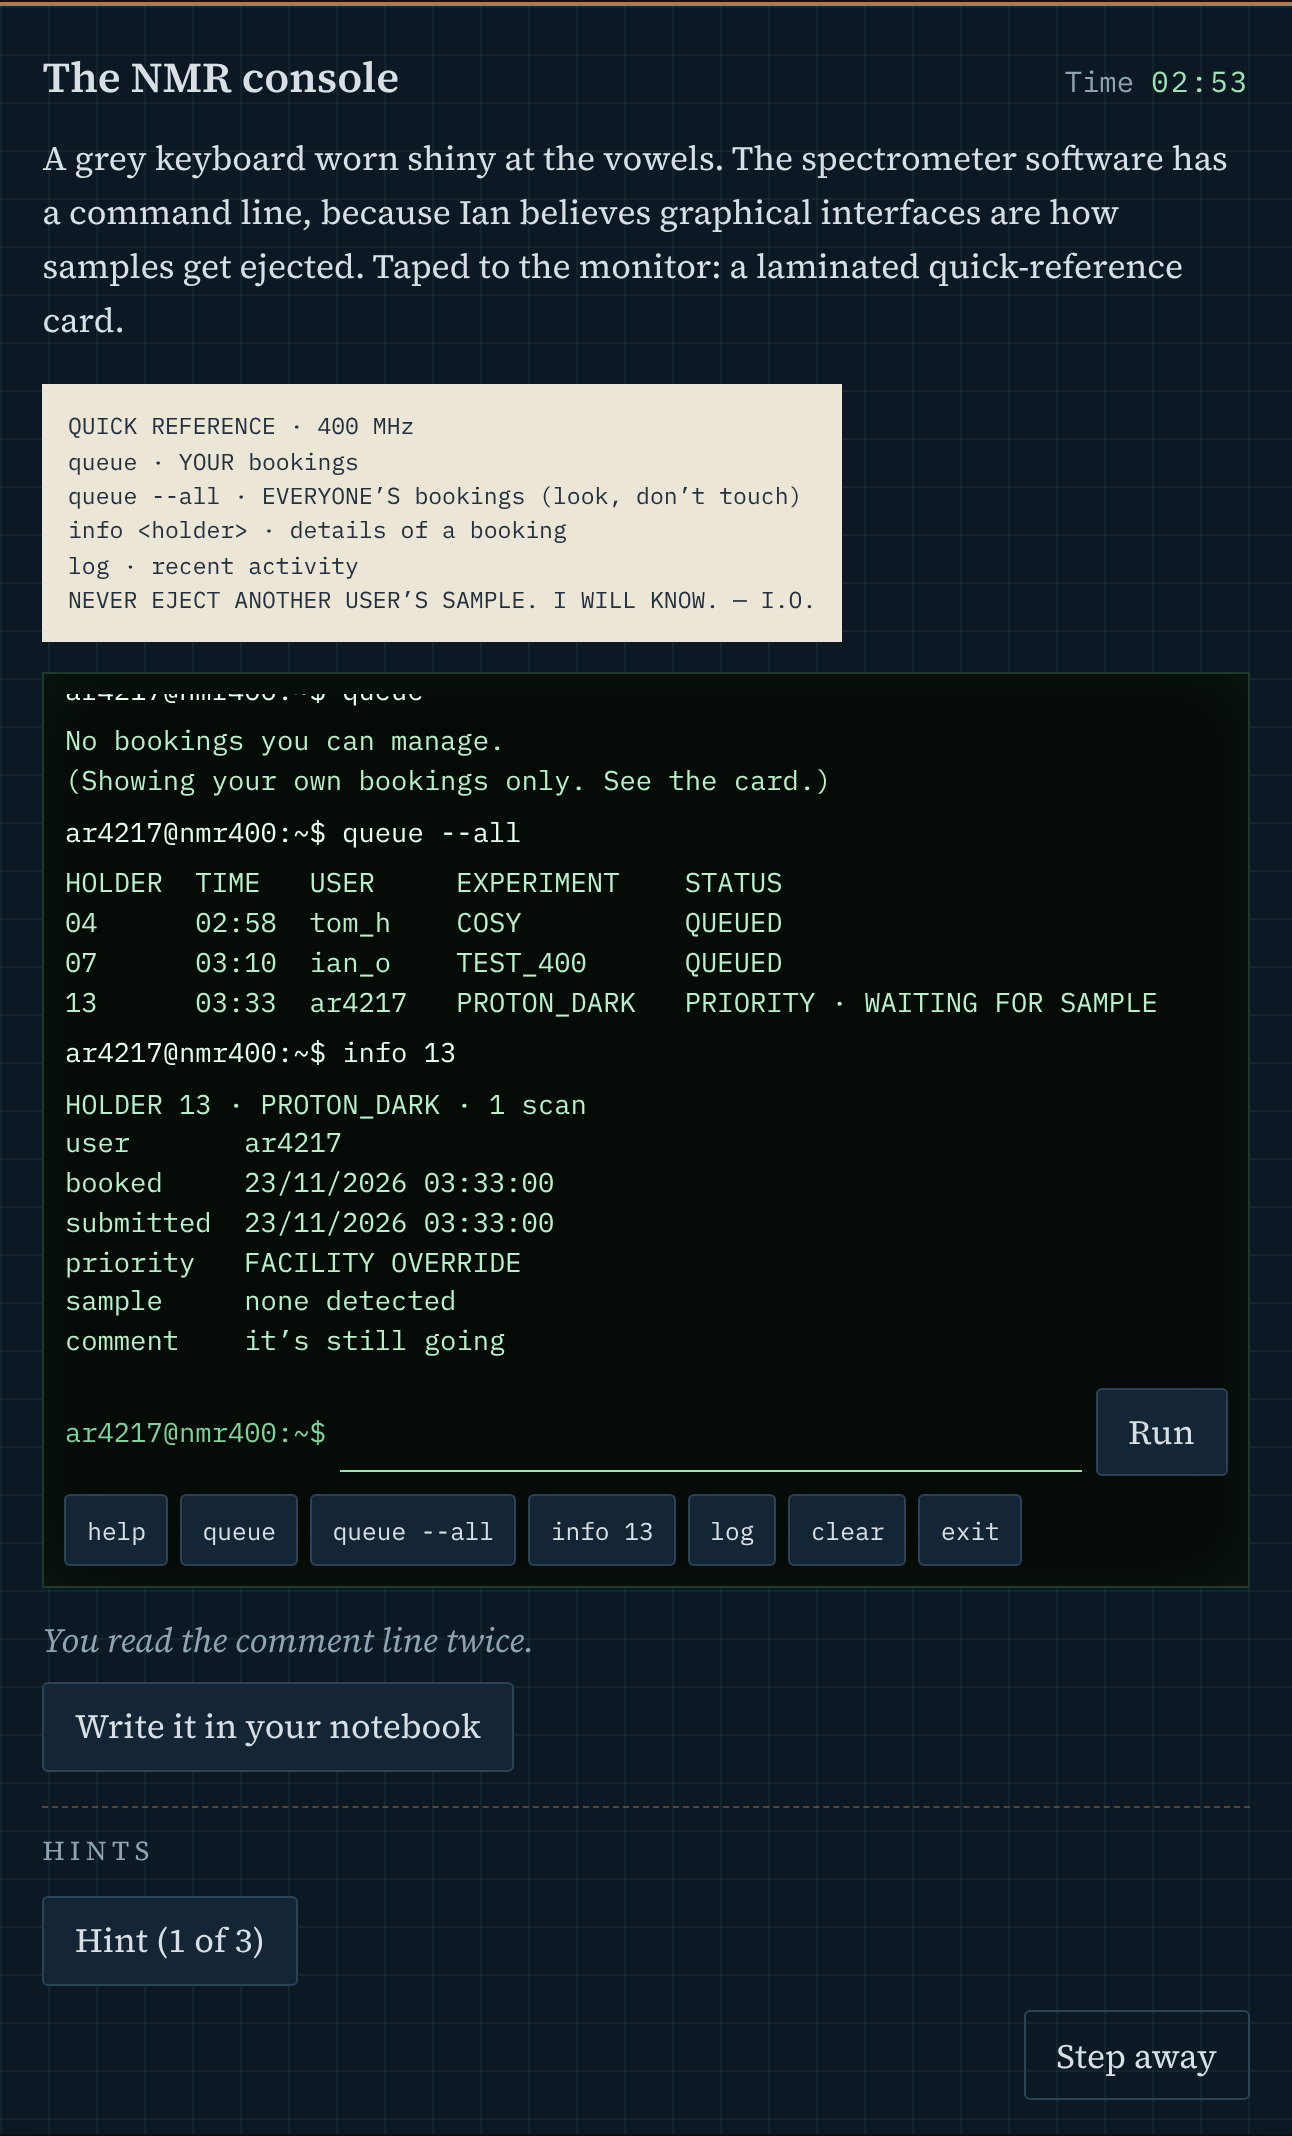 The NMR console
Time 02:53
A grey keyboard worn shiny at the vowels. The spectrometer software has
a command line, because Ian believes graphical interfaces are how
samples get ejected. Taped to the monitor: a laminated quick-reference
card.
QUICK REFERENCE · 400 MHz
queue · YOUR bookings
queue --all · EVERYONE’S bookings (look, don’t touch)
info <holder> · details of a booking
log · recent activity
NEVER EJECT ANOTHER USER’S SAMPLE. I WILL KNOW. — I.O.
ar4217@nmr400:~$ queue
No bookings you can manage.
(Showing your own bookings only. See the card.)
ar4217@nmr400:~$ queue --all
HOLDER TIME USER EXPERIMENT STATUS
04 02:58 tom_h COSY QUEUED
07 03:10 ian_o TEST_400 QUEUED
13 03:33 ar4217 PROTON_DARK PRIORITY · WAITING FOR SAMPLE
ar4217@nmr400:~$ info 13
HOLDER 13 · PROTON_DARK · 1 scan
user ar4217
booked 23/11/2026 03:33:00
submitted 23/11/2026 03:33:00
priority FACILITY OVERRIDE
sample none detected
comment it’s still going
ar4217@nmr400:~$
Run
help queue queue --all info 13 log clear exit
You read the comment line twice.
Write it in your notebook
HINTS
Hint (1 of 3)
Step away